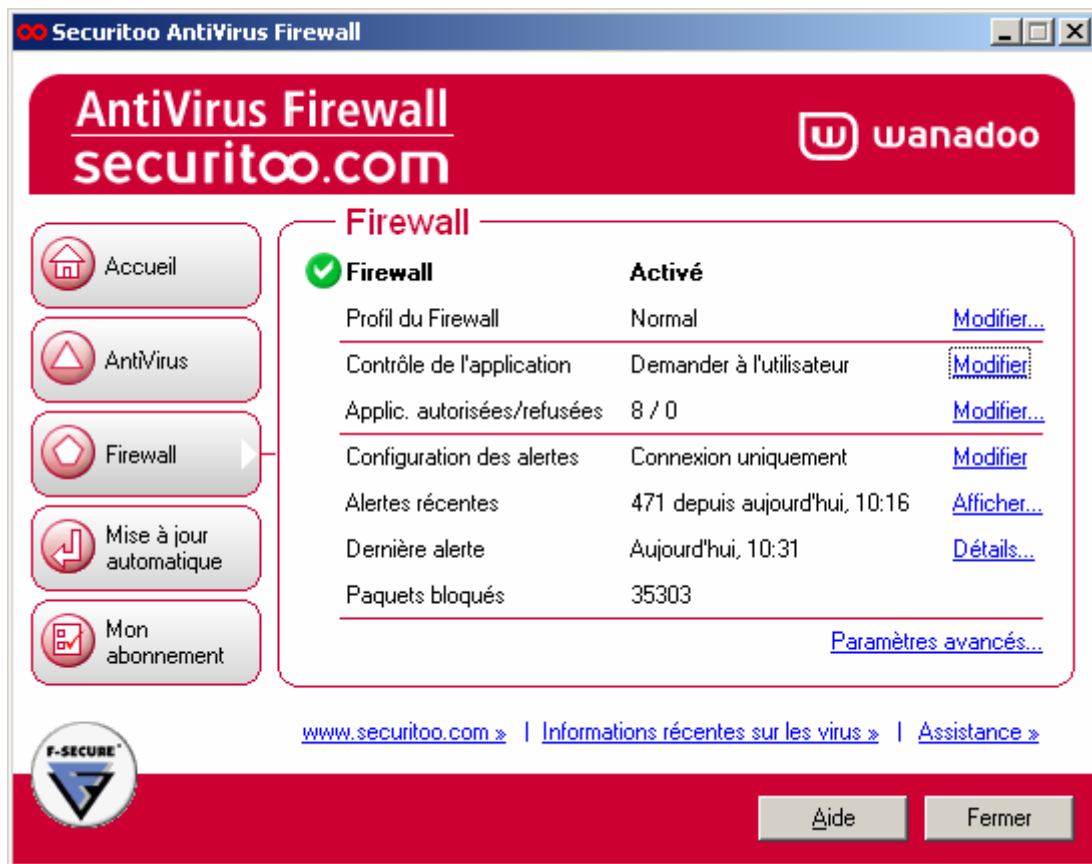 Securitoo AntiVirus Firewall
AntiVirus Firewall
securitoo.com
wanadoo
Accueil
AntiVirus
Firewall
Mise à jour
automatique
Mon
abonnement
Firewall
Firewall Activé
Profil du Firewall Normal Modifier...
Contrôle de l'application Demander à l'utilisateur Modifier
Applic. autorisées/refusées 8 / 0 Modifier...
Configuration des alertes Connexion uniquement Modifier
Alertes récentes 471 depuis aujourd'hui, 10:16 Afficher...
Dernière alerte Aujourd'hui, 10:31 Détails...
Paquets bloqués 35303
Paramètres avancés...
www.securitoo.com » | Informations récentes sur les virus » | Assistance »
F-SECURE
Aide Fermer